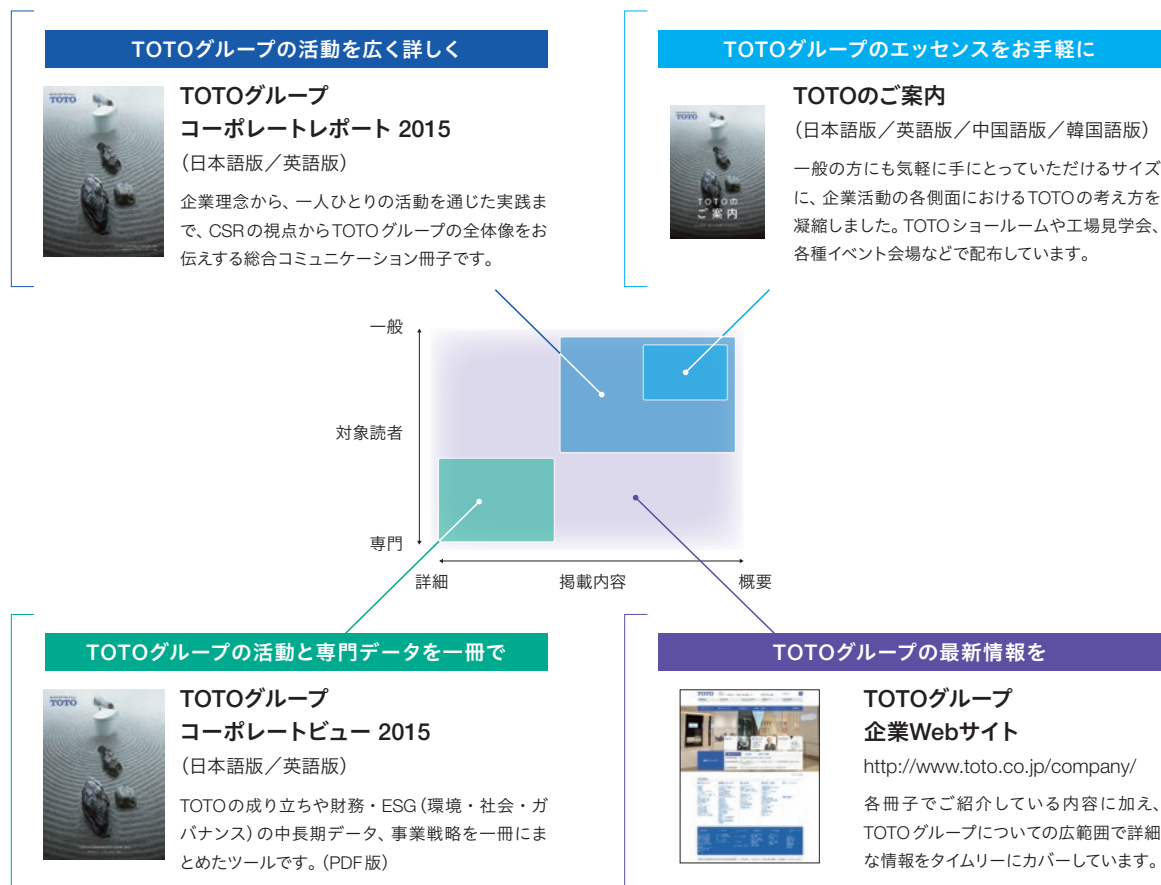 TOTOグループの活動を広く詳しく
TOTO
TOTOグループ
コーポレートレポート 2015
（日本語版／英語版）
企業理念から、一人ひとりの活動を通じた実践ま
で、CSRの視点からTOTOグループの全体像をお
伝えする総合コミュニケーション冊子です。
TOTOグループのエッセンスをお手軽に
TOTO
TOTOの
ご案内
TOTOのご案内
（日本語版／英語版／中国語版／韓国語版）
一般の方にも気軽に手にとっていただけるサイズ
に、企業活動の各側面におけるTOTOの考え方を
凝縮しました。TOTOショールームや工場見学会、
各種イベント会場などで配布しています。
一般
対象読者
専門
詳細
掲載内容
概要
TOTOグループの活動と専門データを一冊で
TOTO
TOTOグループ
コーポレートビュー 2015
（日本語版／英語版）
TOTOの成り立ちや財務・ESG（環境・社会・ガ
バナンス）の中長期データ、事業戦略を一冊にま
とめたツールです。（PDF版）
TOTOグループの最新情報を
TOTO
TOTOグループ
企業Webサイト
http://www.toto.co.jp/company/
各冊子でご紹介している内容に加え、
TOTOグループについての広範囲で詳細
な情報をタイムリーにカバーしています。